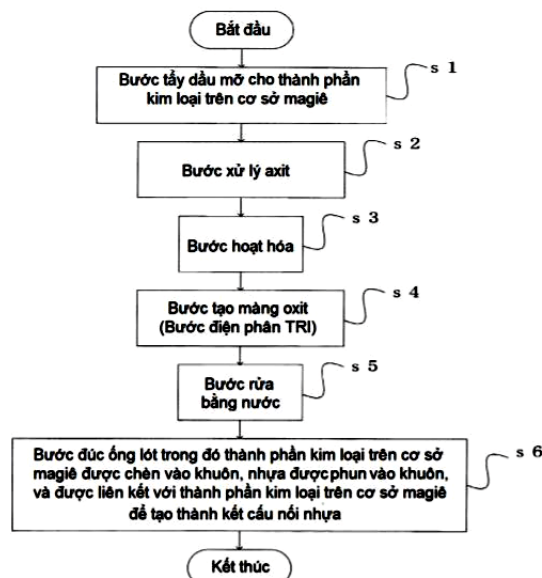 Bắt đầu
s 1
Bước tẩy dầu mỡ cho thành phần
kim loại trên cơ sở magiê
s 2
Bước xử lý axit
s 3
Bước hoạt hóa
s 4
Bước tạo màng oxit
(Bước điện phân TRI)
s 5
Bước rửa
bằng nước
s 6
Bước đúc ống lót trong đó thành phần kim loại trên cơ sở
magiê được chèn vào khuôn, nhựa được phun vào khuôn,
và được liên kết với thành phần kim loại trên cơ sở magiê
để tạo thành kết cấu nối nhựa
Kết thúc